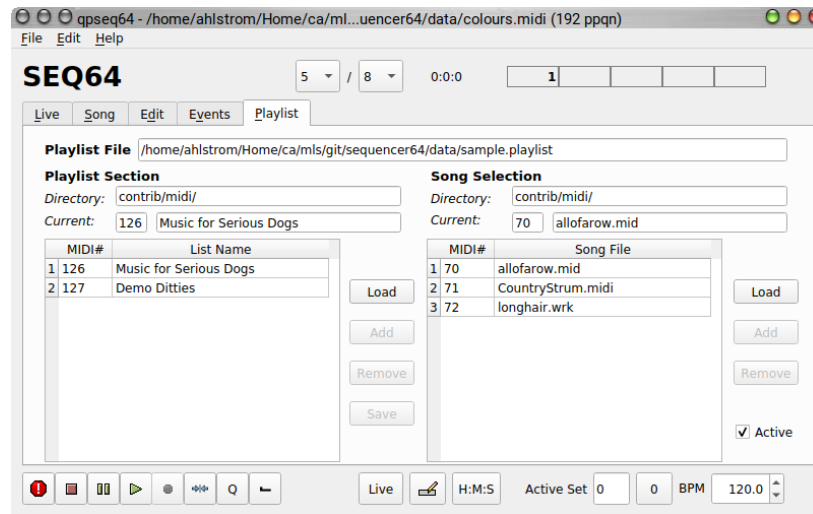 qpseq64 - /home/ahlstrom/Home/ca/ml...uencer64/data/colours.midi (192 ppqn)
File Edit Help
SEQ64 5 / 8 0:0:0 1
Live Song Edit Events Playlist
Playlist File /home/ahlstrom/Home/ca/mls/git/sequencer64/data/sample.playlist
Playlist Section
Directory: contrib/midi/
Current: 126 Music for Serious Dogs
MIDI# List Name
1 126 Music for Serious Dogs
2 127 Demo Ditties
Load
Add
Remove
Save
Song Selection
Directory: contrib/midi/
Current: 70 allofarow.mid
MIDI# Song File
1 70 allofarow.mid
2 71 CountryStrum.midi
3 72 longhair.wrk
Load
Add
Remove
Active
Q Live H:M:S Active Set 0 0 BPM 120.0